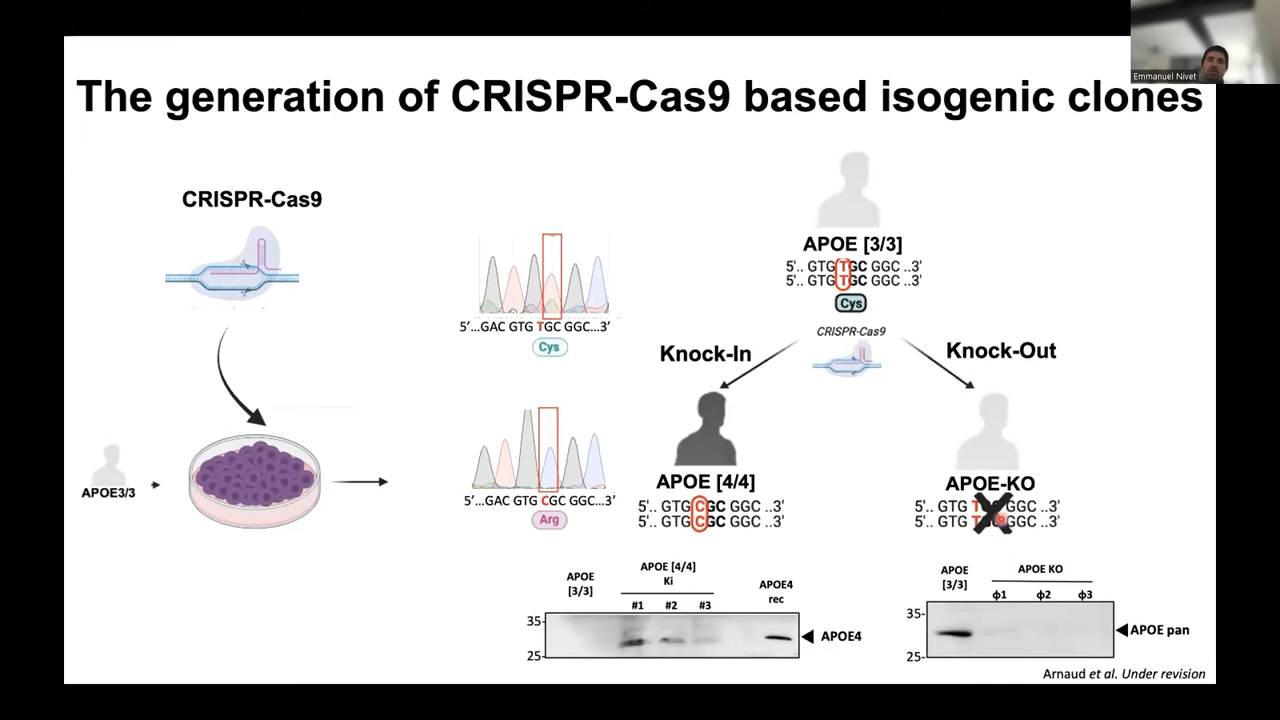 Emmanuel Nivet
The generation of CRISPR-Cas9 based isogenic clones
CRISPR-Cas9
APOE3/3
5’...GAC GTG TGC GGC...3’
Cys
5’...GAC GTG CGC GGC...3’
Arg
APOE [3/3]
5'.. GTG TGC GGC ..3'
5'.. GTG TGC GGC ..3'
Cys
CRISPR-Cas9
Knock-In
Knock-Out
APOE [4/4]
5'.. GTG CGC GGC ..3'
5'.. GTG CGC GGC ..3'
APOE-KO
5'.. GTG T GGC ..3'
5'.. GTG T GGC ..3'
APOE
[3/3]
APOE [4/4]
Ki
#1 #2 #3
APOE4
rec
35-
25-
APOE4
APOE
[3/3]
APOE KO
ф1 ф2 ф3
35-
25-
APOE pan
Arnaud et al. Under revision